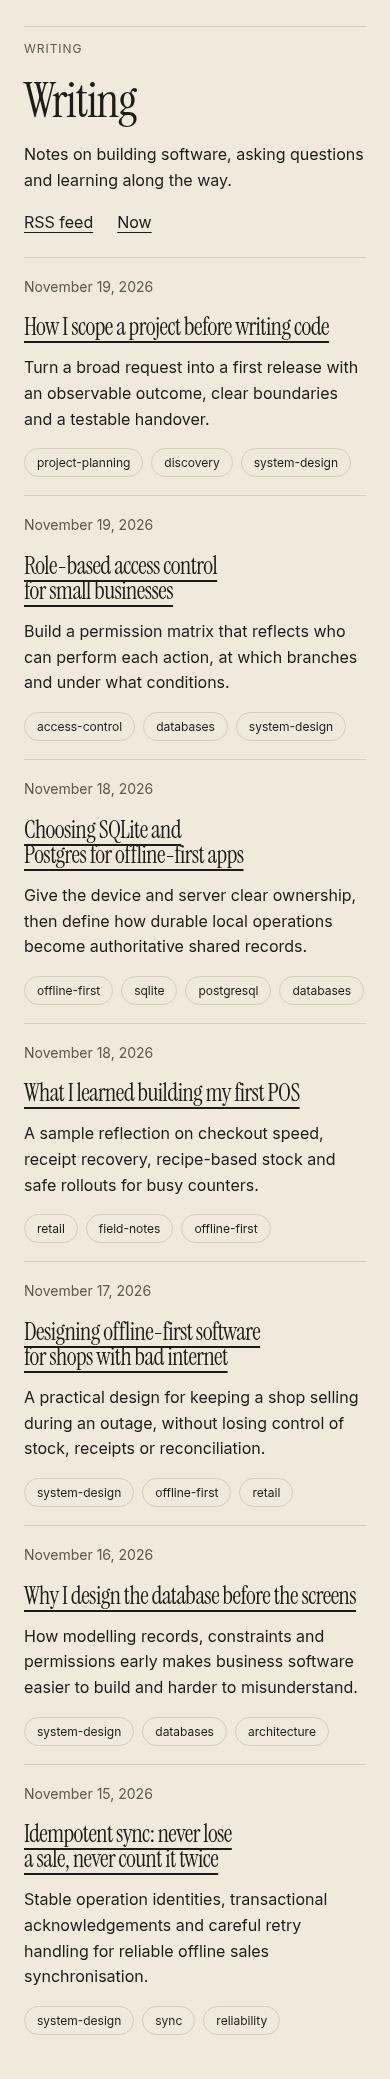 WRITING
Writing
Notes on building software, asking questions
and learning along the way.
RSS feed Now
November 19, 2026
How I scope a project before writing code
Turn a broad request into a first release with
an observable outcome, clear boundaries
and a testable handover.
project-planning discovery system-design
November 19, 2026
Role-based access control
for small businesses
Build a permission matrix that reflects who
can perform each action, at which branches
and under what conditions.
access-control databases system-design
November 18, 2026
Choosing SQLite and
Postgres for offline-first apps
Give the device and server clear ownership,
then define how durable local operations
become authoritative shared records.
offline-first sqlite postgresql databases
November 18, 2026
What I learned building my first POS
A sample reflection on checkout speed,
receipt recovery, recipe-based stock and
safe rollouts for busy counters.
retail field-notes offline-first
November 17, 2026
Designing offline-first software
for shops with bad internet
A practical design for keeping a shop selling
during an outage, without losing control of
stock, receipts or reconciliation.
system-design offline-first retail
November 16, 2026
Why I design the database before the screens
How modelling records, constraints and
permissions early makes business software
easier to build and harder to misunderstand.
system-design databases architecture
November 15, 2026
Idempotent sync: never lose
a sale, never count it twice
Stable operation identities, transactional
acknowledgements and careful retry
handling for reliable offline sales
synchronisation.
system-design sync reliability